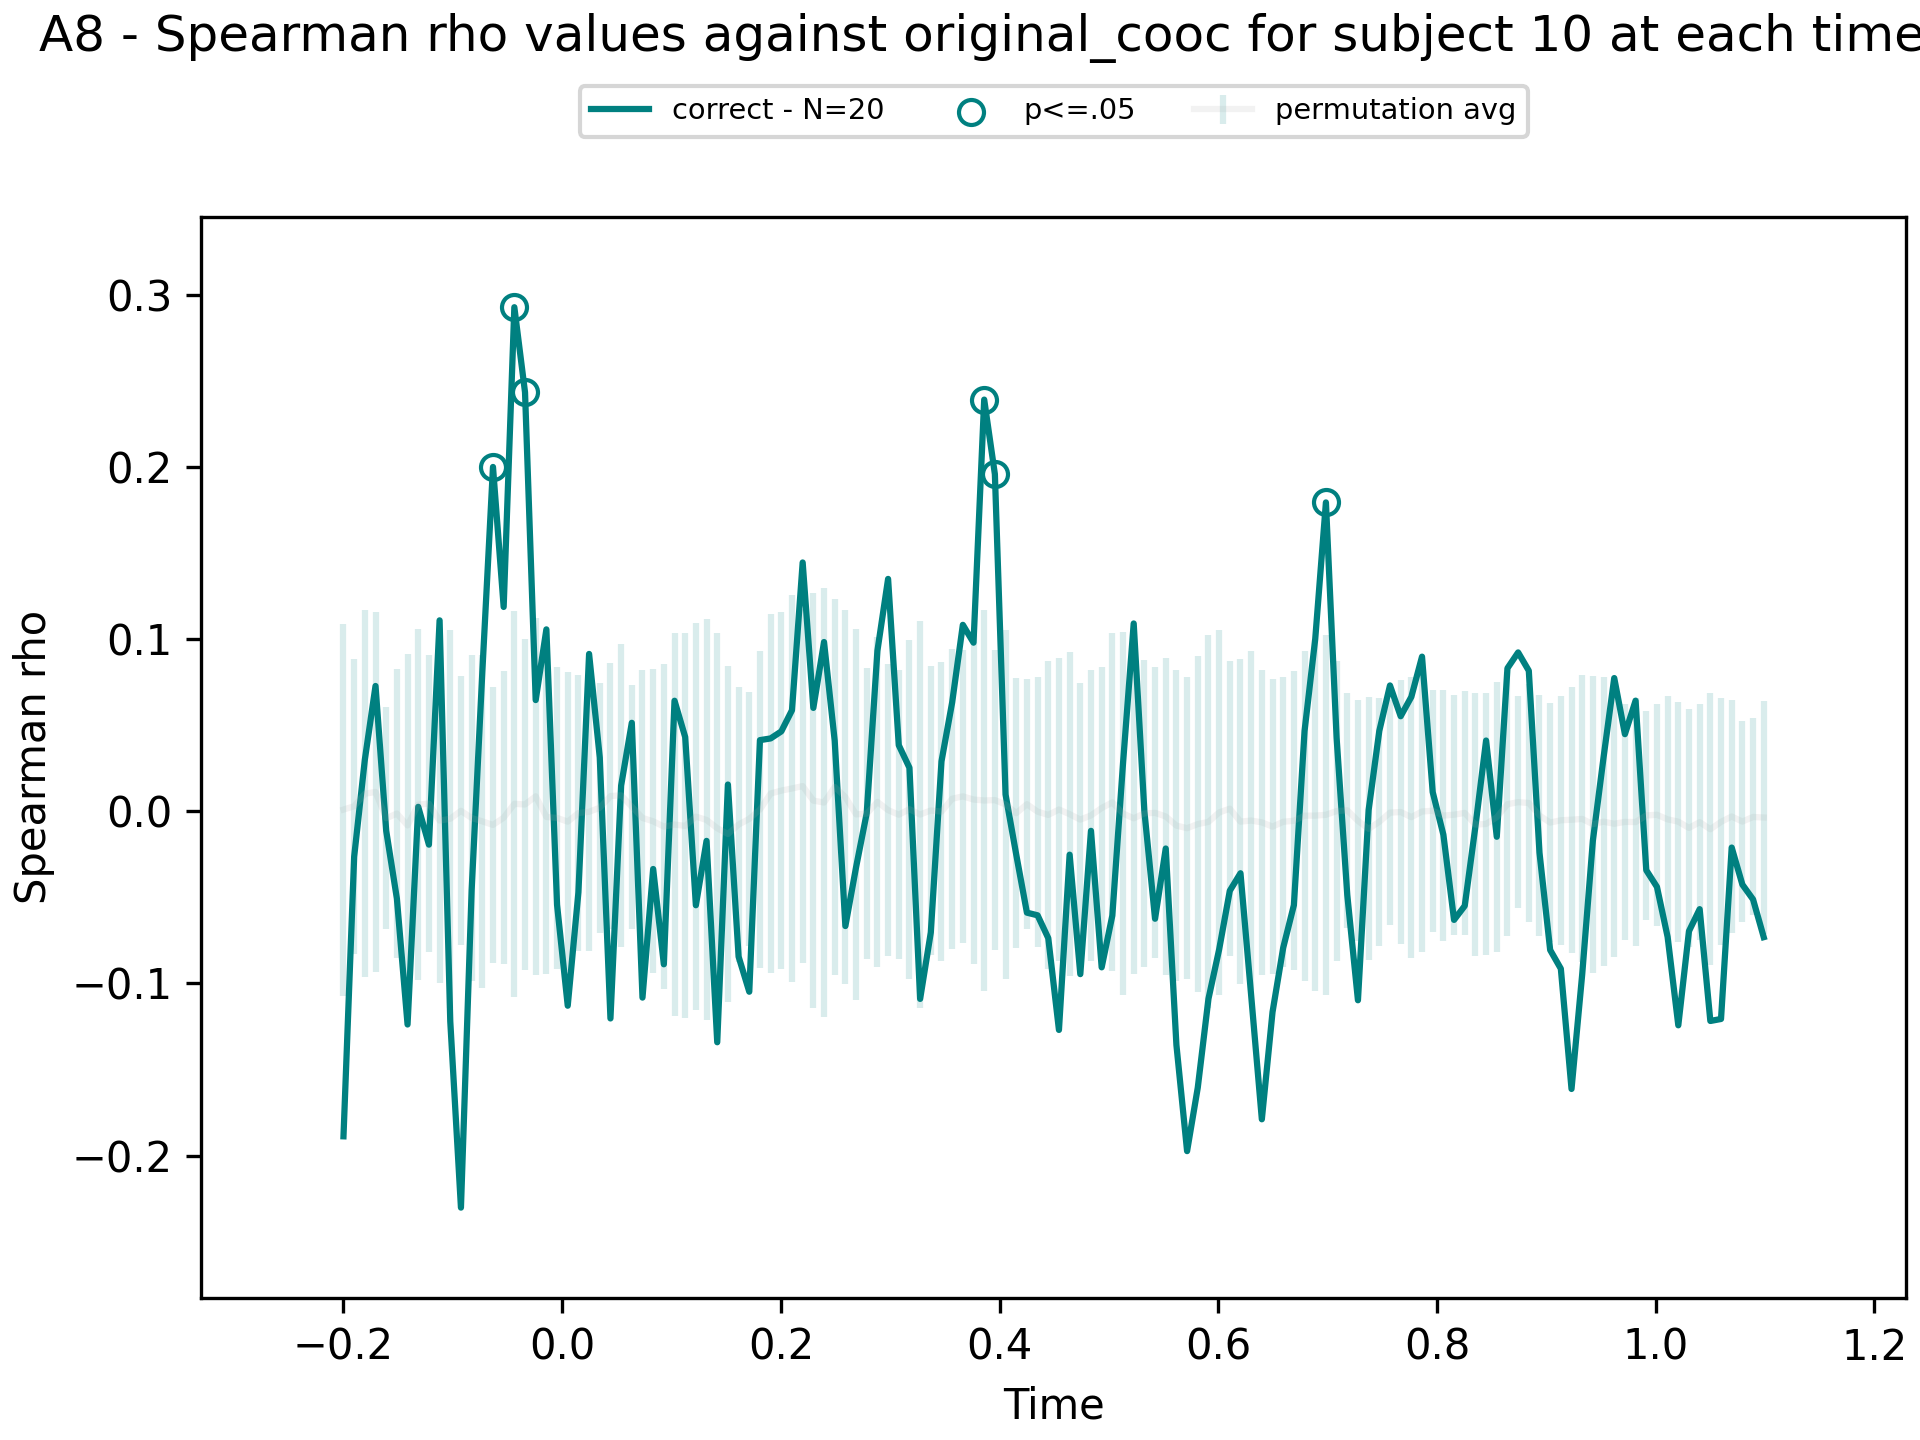 A8 - Spearman rho values against original_cooc for subject 10 at each time
correct - N=20
p<=.05
permutation avg
Spearman rho
0.3
0.2
0.1
0.0
−0.1
−0.2
−0.2
0.0
0.2
0.4
0.6
0.8
1.0
1.2
Time